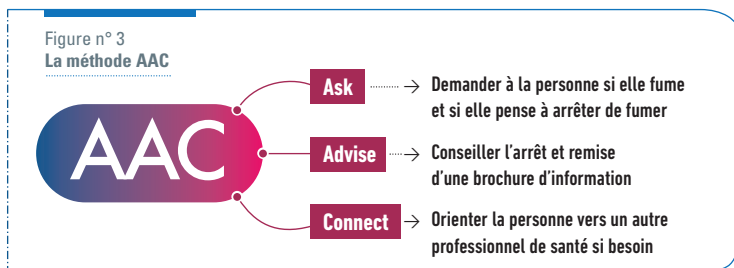 Figure n° 3
La méthode AAC
AAC
Ask
Demander à la personne si elle fume
et si elle pense à arrêter de fumer
Advise
Conseiller l'arrêt et remise
d'une brochure d'information
Connect
Orienter la personne vers un autre
professionnel de santé si besoin